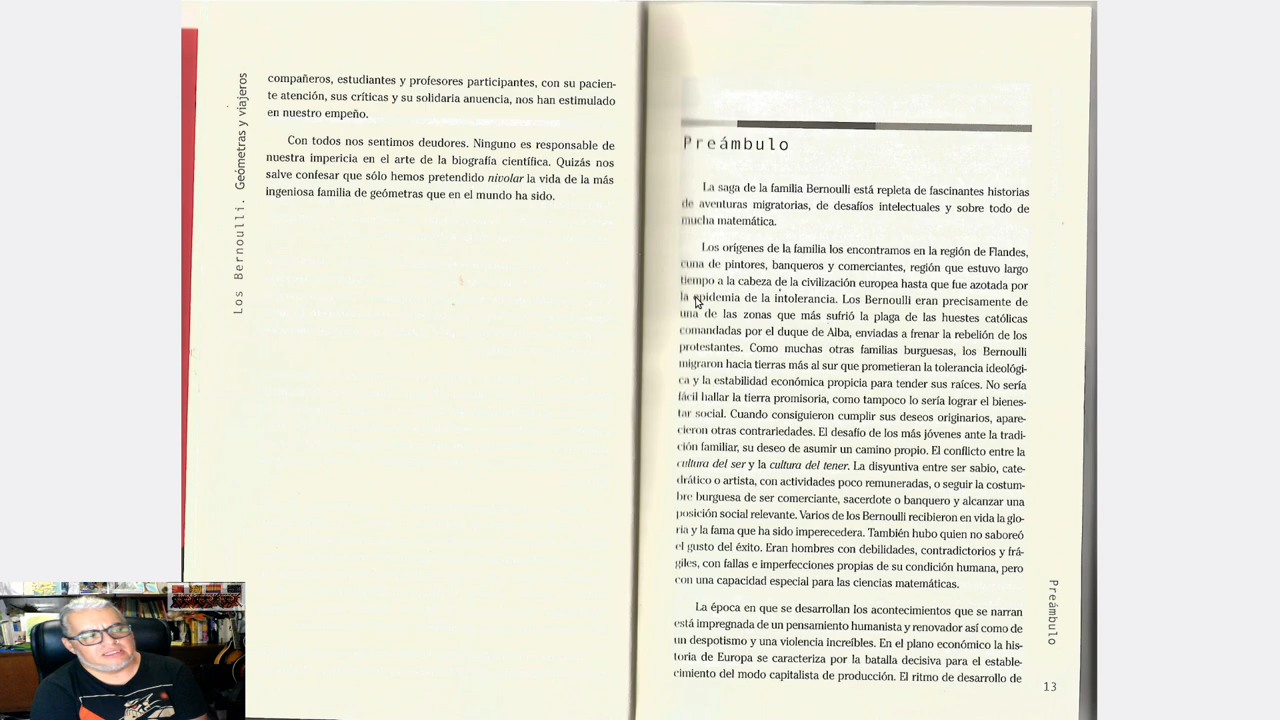 Los Bernoulli. Geómetras y viajeros
compañeros, estudiantes y profesores participantes, con su pacien-
te atención, sus críticas y su solidaria anuencia, nos han estimulado
en nuestro empeño.
Con todos nos sentimos deudores. Ninguno es responsable de
nuestra impericia en el arte de la biografía científica. Quizás nos
salve confesar que sólo hemos pretendido nivolar la vida de la más
ingeniosa familia de geómetras que en el mundo ha sido.
Preámbulo
La saga de la familia Bernoulli está repleta de fascinantes historias
de aventuras migratorias, de desafíos intelectuales y sobre todo de
mucha matemática.
Los orígenes de la familia los encontramos en la región de Flandes,
cuna de pintores, banqueros y comerciantes, región que estuvo largo
tiempo a la cabeza de la civilización europea hasta que fue azotada por
la epidemia de la intolerancia. Los Bernoulli eran precisamente de
una de las zonas que más sufrió la plaga de las huestes católicas
comandadas por el duque de Alba, enviadas a frenar la rebelión de los
protestantes. Como muchas otras familias burguesas, los Bernoulli
migraron hacia tierras más al sur que prometieran la tolerancia ideológi-
ca y la estabilidad económica propicia para tender sus raíces. No sería
fácil hallar la tierra promisoria, como tampoco lo sería lograr el bienes-
tar social. Cuando consiguieron cumplir sus deseos originarios, apare-
cieron otras contrariedades. El desafío de los más jóvenes ante la tradi-
ción familiar, su deseo de asumir un camino propio. El conflicto entre la
cultura del ser y la cultura del tener. La disyuntiva entre ser sabio, cate-
drático o artista, con actividades poco remuneradas, o seguir la costum-
bre burguesa de ser comerciante, sacerdote o banquero y alcanzar una
posición social relevante. Varios de los Bernoulli recibieron en vida la glo-
ria y la fama que ha sido imperecedera. También hubo quien no saboreó
el gusto del éxito. Eran hombres con debilidades, contradictorios y frá-
giles, con fallas e imperfecciones propias de su condición humana, pero
con una capacidad especial para las ciencias matemáticas.
La época en que se desarrollan los acontecimientos que se narran
está impregnada de un pensamiento humanista y renovador así como de
un despotismo y una violencia increíbles. En el plano económico la his-
toria de Europa se caracteriza por la batalla decisiva para el estable-
cimiento del modo capitalista de producción. El ritmo de desarrollo de
Preámbulo
13